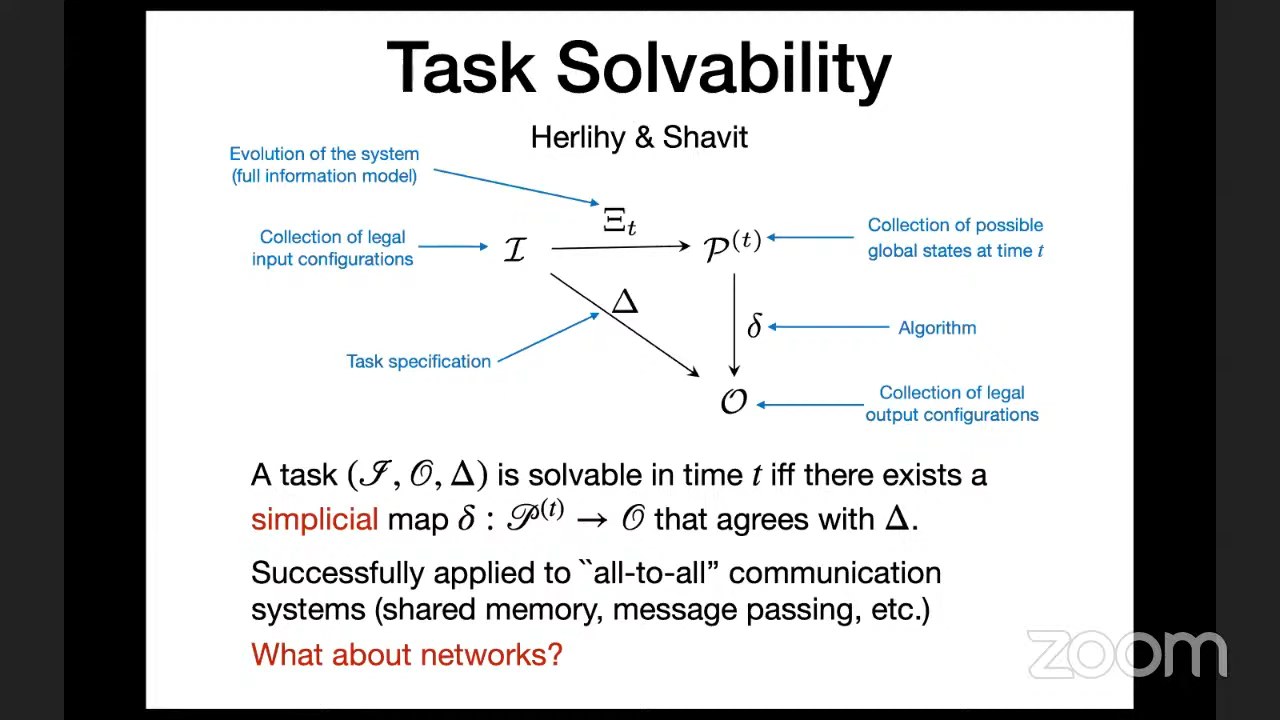 Task Solvability
Herlihy & Shavit
Evolution of the system
(full information model)
Ξt
Collection of legal
input configurations
I
P(t)
Collection of possible
global states at time t
Δ
δ
Algorithm
Task specification
O
Collection of legal
output configurations
A task (I, O, Δ) is solvable in time t iff there exists a
simplicial map δ : P(t) → O that agrees with Δ.
Successfully applied to ``all-to-all” communication
systems (shared memory, message passing, etc.)
What about networks?
zoom